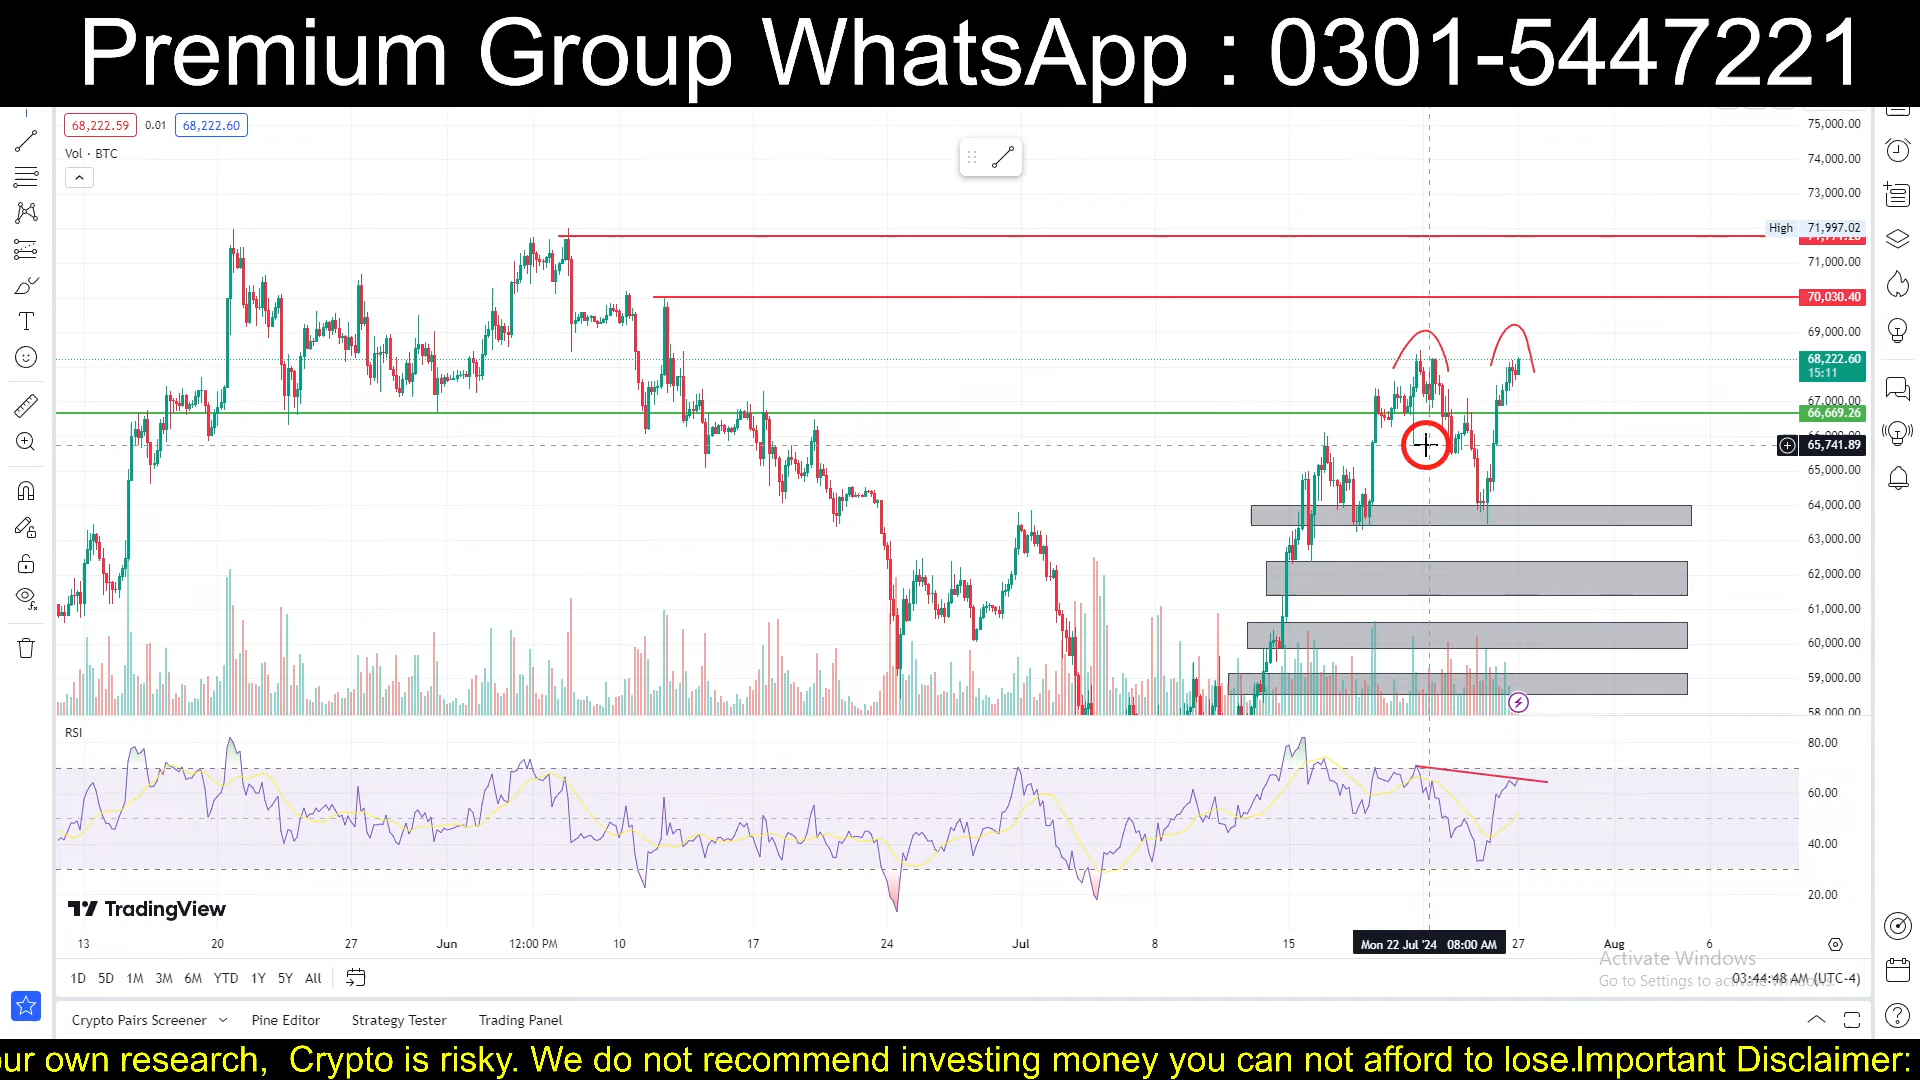 Premium Group WhatsApp : 0301-5447221
68,222.59 0.01 68,222.60
Vol · BTC
75,000.00
74,000.00
73,000.00
High 71,997.02
71,000.00
70,030.40
69,000.00
68,222.60
15:11
67,000.00
66,669.26
65,741.89
65,000.00
64,000.00
63,000.00
62,000.00
61,000.00
60,000.00
59,000.00
58,000.00
RSI
80.00
60.00
40.00
20.00
TradingView
13 20 27 Jun 12:00 PM 10 17 24 Jul 8 15 Mon 22 Jul '24 08:00 AM 27 Aug 6
Activate Windows
1D 5D 1M 3M 6M YTD 1Y 5Y All 03:44:48 AM (UTC-4)
Go to Settings to activate Windows.
Crypto Pairs Screener Pine Editor Strategy Tester Trading Panel
our own research, Crypto is risky. We do not recommend investing money you can not afford to lose.Important Disclaimer: